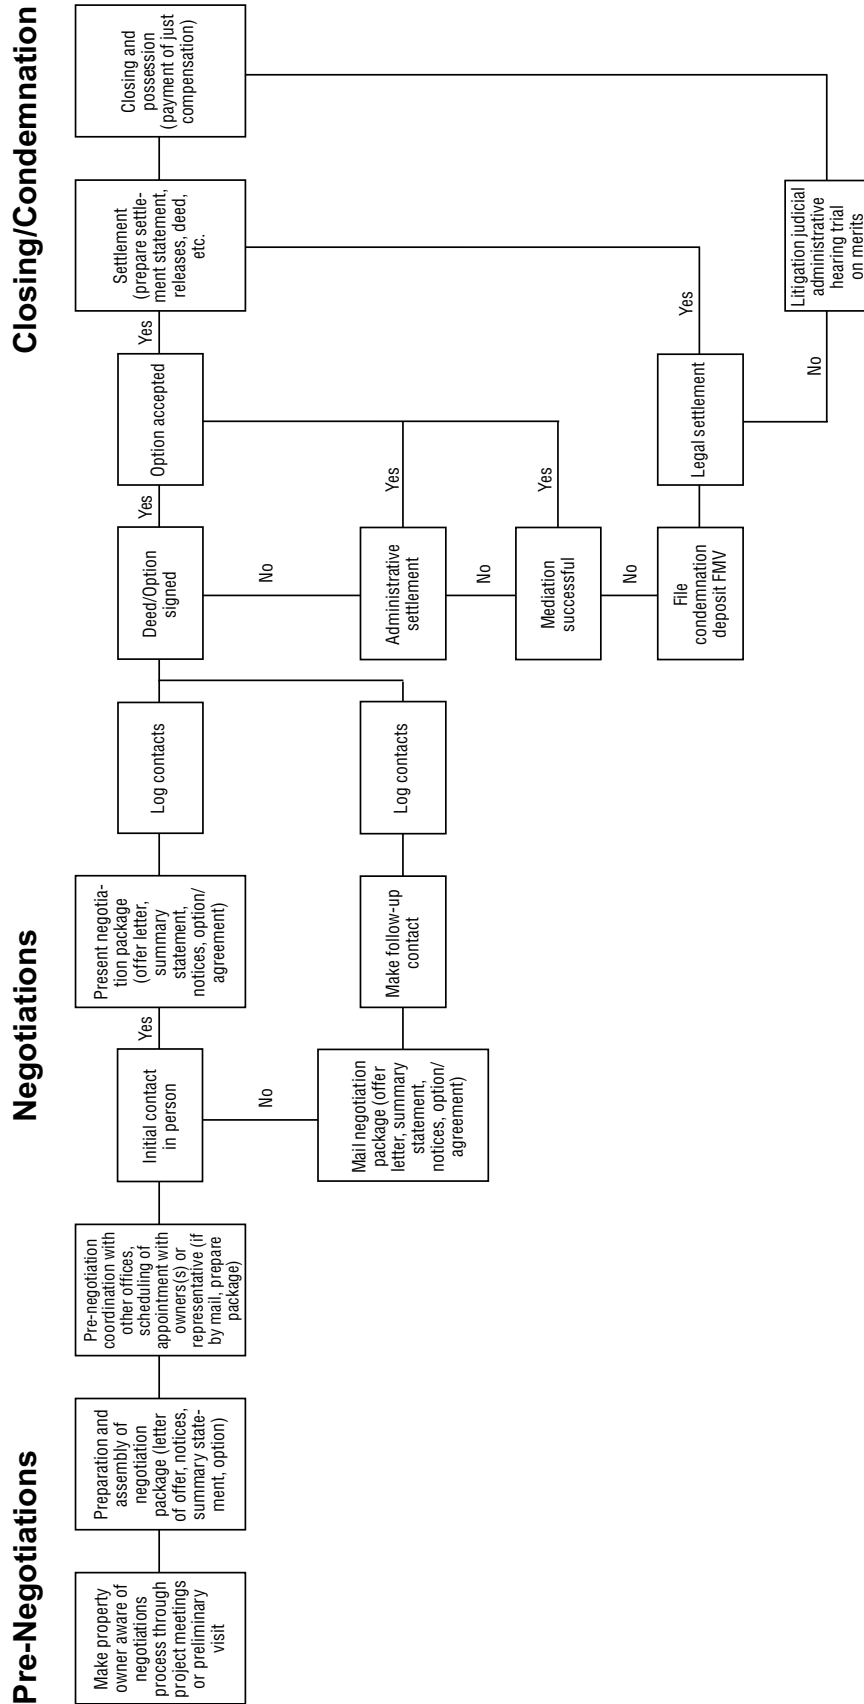 Pre-Negotiations
Negotiations
Closing/Condemnation
Make property
owner aware of
negotiations
process through
project meetings
or preliminary
visit
Preparation and
assembly of
negotiation
package (letter
of offer, notices,
summary state-
ment, option)
Pre-negotiation
coordination with
other offices,
scheduling of
appointment with
owners(s) or
representative (if
by mail, prepare
package)
Initial contact
in person
Yes
Present negotia-
tion package
(offer letter,
summary
statement,
notices, option/
agreement)
Log contacts
Deed/Option
signed
Yes
Option accepted
Yes
Settlement
(prepare settle-
ment statement,
releases, deed,
etc.
Closing and
possession
(payment of just
compensation)
No
Mail negotiation
package (offer
letter, summary
statement,
notices, option/
agreement)
Make follow-up
contact
Log contacts
No
Administrative
settlement
Yes
No
Mediation
successful
Yes
No
File
condemnation
deposit FMV
Legal settlement
Yes
No
Litigation judicial
administrative
hearing trial
on merits